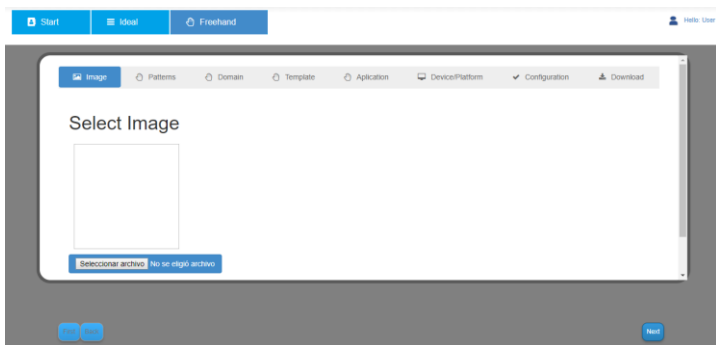 Start
Ideal
Freehand
Hello: User
Image
Patterns
Domain
Template
Aplication
Device/Platform
Configuration
Download
Select Image
Seleccionar archivo No se eligió archivo
Next